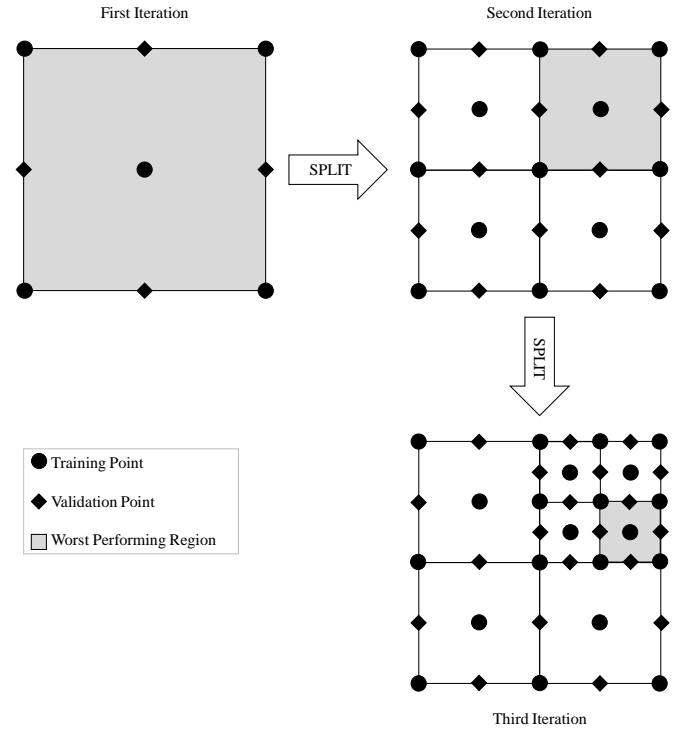 First Iteration
Second Iteration
SPLIT
SPLIT
Training Point
Validation Point
Worst Performing Region
Third Iteration